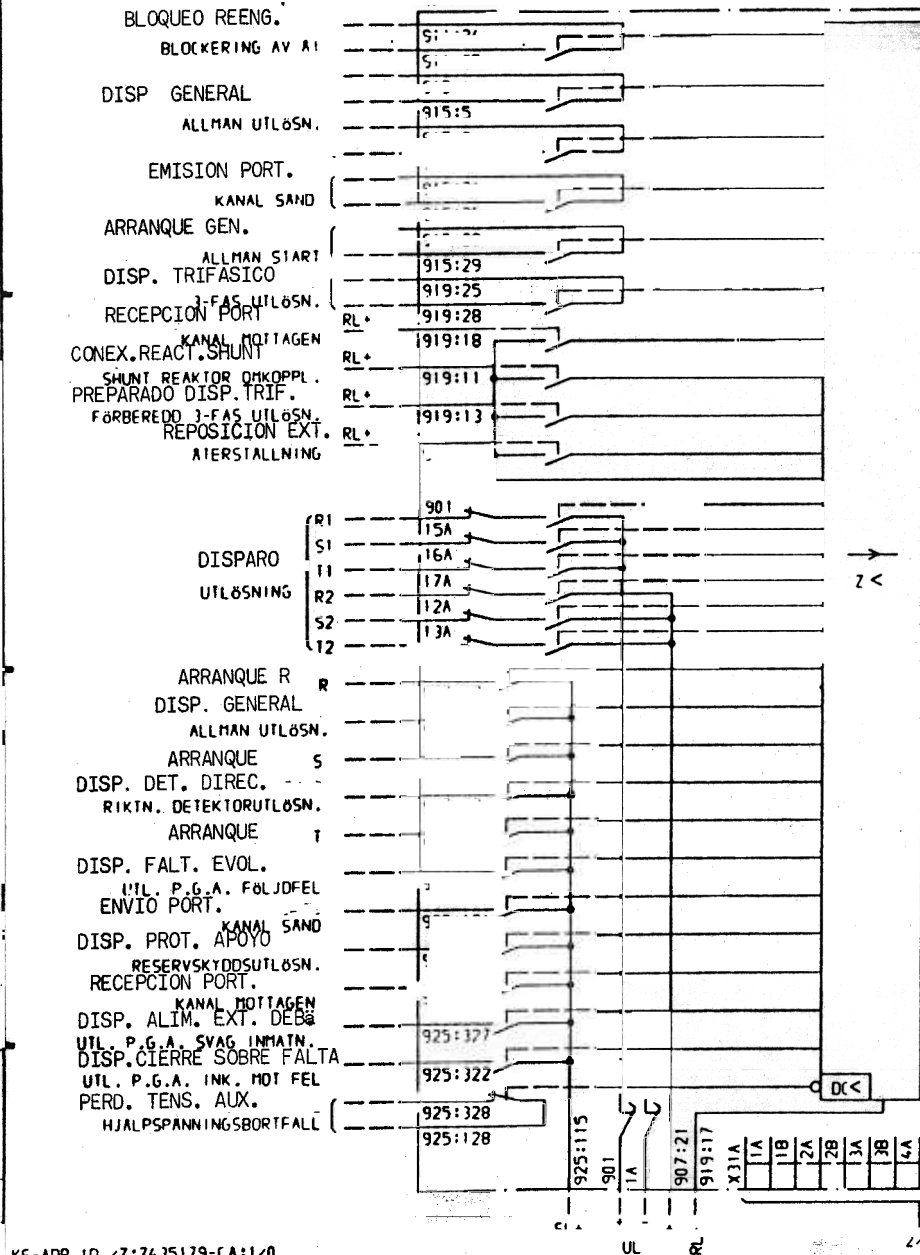 BLOQUEO REENG.
BLOCKERING AV
DISP GENERAL
915:5
ALLMAN UTLÖSN.
EMISION PORT.
KANAL SAND
ARRANQUE GEN.
ALLMAN START
915:29
DISP. TRIFASICO
919:25
3-FAS UTLÖSN.
RECEPCION PORT
RL+
919:28
KANAL MOTTAGEN
919:18
CONEX.REACT.SHUNT
RL+
SHUNT REAKTOR OMKOPPL.
919:11
PREPARADO DISP.TRIF.
RL+
FÖRBEREDD 3-FAS UTLÖSN.
919:13
REPOSICION EXT.
RL+
ATERSTALLNING
901
R1
15A
S1
16A
DISPARO
T1
17A
UTLÖSNING
R2
12A
S2
13A
T2
Z <
ARRANQUE R
R
DISP. GENERAL
ALLMAN UTLÖSN.
ARRANQUE S
DISP. DET. DIREC.
RIKTN. DETEKTORUTLÖSN.
ARRANQUE T
DISP. FALT. EVOL.
UTL. P.G.A. FÖLJDFEL
ENVIO PORT.
KANAL SAND
DISP. PROT. APOYO
RESERVSKYDDSUTLÖSN.
RECEPCION PORT.
KANAL MOTTAGEN
DISP. ALIM. EXT. DEBä
UTL. P.G.A. SVAG INMATN.
925:327
DISP.CIERRE SOBRE FALTA
UTL. P.G.A. INK. MOT FEL
925:322
PERD. TENS. AUX.
DC<
925:328
HJALPSPANNINGSBORTFALL
925:128
925:115
901
1A
907:21
919:17
X31A
1A
1B
2A
2B
3A
3B
4A
UL
RL